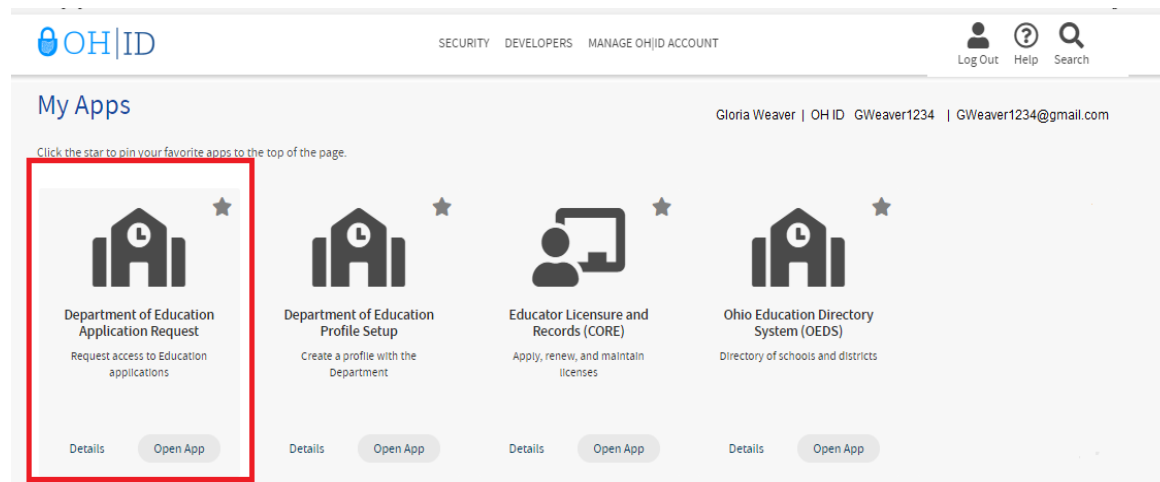 OH|ID
SECURITY DEVELOPERS MANAGE OH|ID ACCOUNT
Log Out Help Search
My Apps
Gloria Weaver | OH ID GWeaver1234 | GWeaver1234@gmail.com
Click the star to pin your favorite apps to the top of the page.
Department of Education
Application Request
Request access to Education
applications
Details Open App
Department of Education
Profile Setup
Create a profile with the
Department
Details Open App
Educator Licensure and
Records (CORE)
Apply, renew, and maintain
licenses
Details Open App
Ohio Education Directory
System (OEDS)
Directory of schools and districts
Details Open App